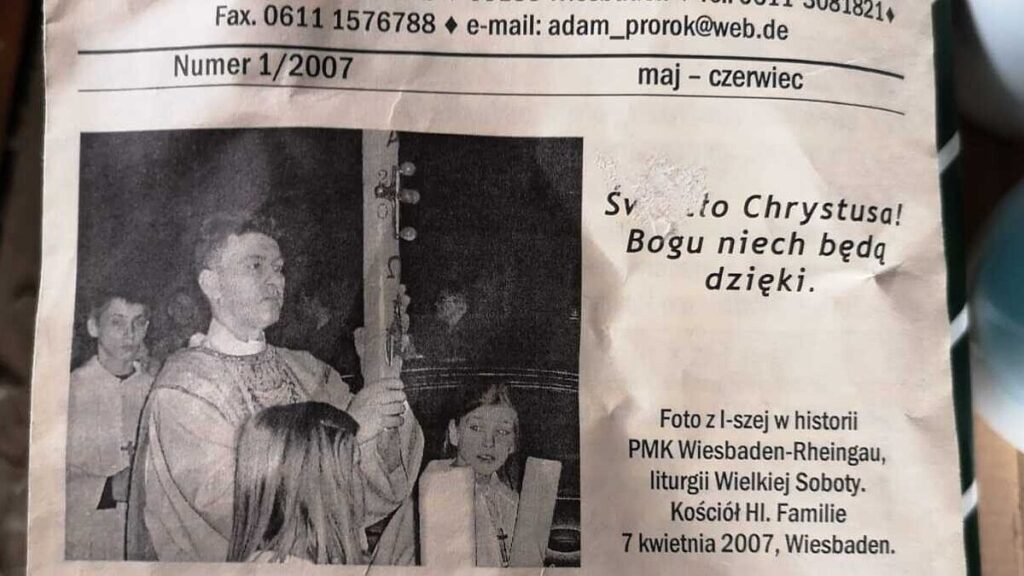 3081821♦
Fax. 0611 1576788 ♦ e-mail: adam_prorok@web.de
Numer 1/2007
maj – czerwiec
A
Chrystusa!
Bogu niech będą
dzięki.
Foto z I-szej w historii
PMK Wiesbaden-Rheingau,
liturgii Wielkiej Soboty.
Kościół Hl. Familie
7 kwietnia 2007, Wiesbaden.